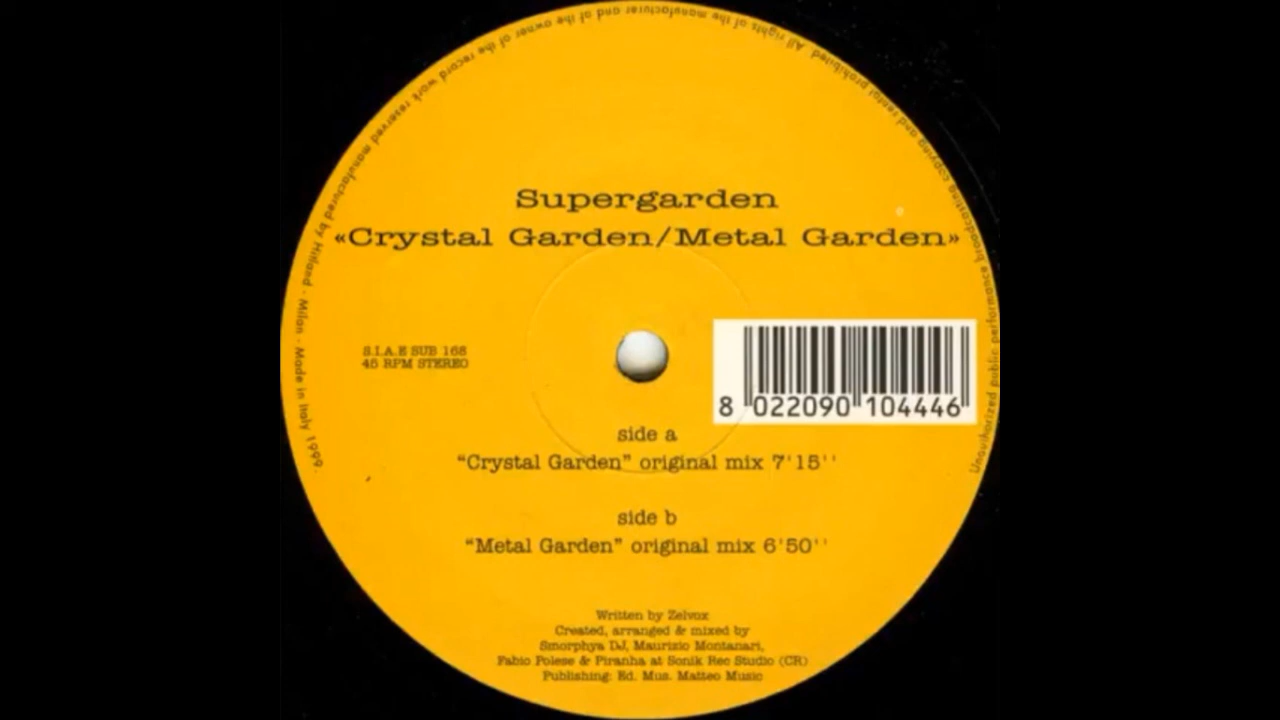 manufactured by Hitland - Milan - Made in Italy 1999 -
All rights of the manufacturer and of the owner of the record work reserved
Unauthorized public performance broadcasting copying and rental prohibited.
Supergarden
«Crystal Garden/Metal Garden»
S.I.A.E SUB 168
45 RPM STEREO
8 022090 104446
side a
“Crystal Garden” original mix 7'15''
side b
“Metal Garden” original mix 6'50''
Written by Zelvox
Created, arranged & mixed by
Smorphya DJ, Maurizio Montanari,
Fabio Polese & Piranha at Sonik Rec Studio (CR)
Publishing: Ed. Mus. Matteo Music